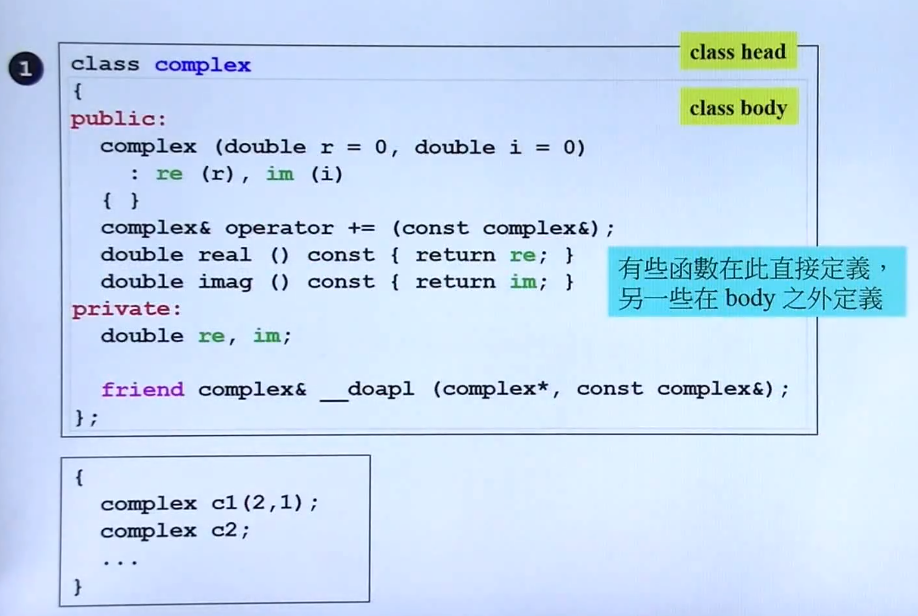 1
class complex
class head
{
class body
public:
complex (double r = 0, double i = 0)
: re (r), im (i)
{ }
complex& operator += (const complex&);
double real () const { return re; }
double imag () const { return im; }
有些函數在此直接定義，
另一些在 body 之外定義
private:
double re, im;
friend complex& __doapl (complex*, const complex&);
};
{
complex c1(2,1);
complex c2;
...
}